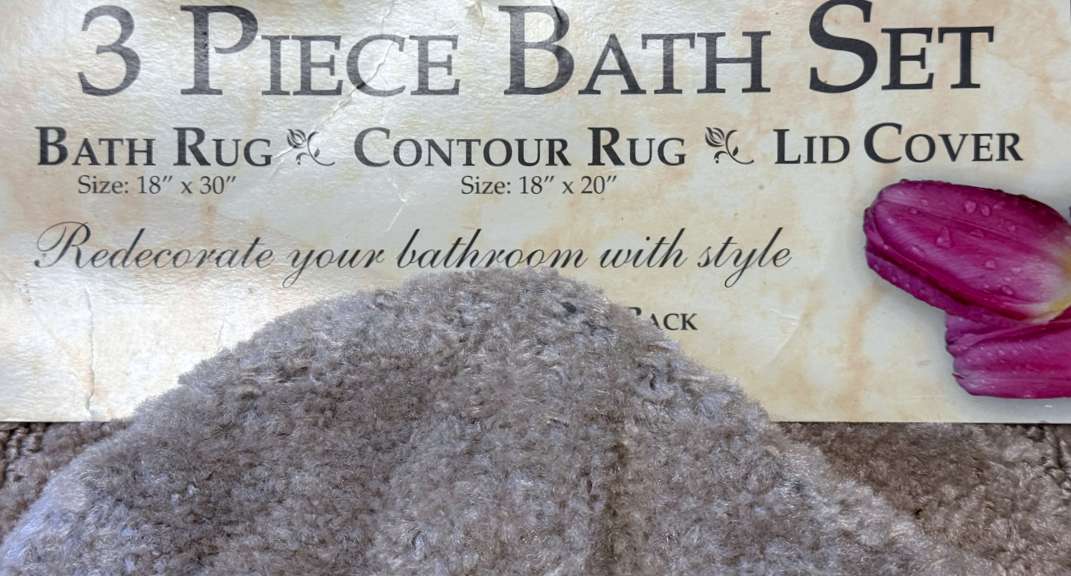 3 Piece Bath Set
Bath Rug Contour Rug Lid Cover
Size: 18" x 30" Size: 18" x 20"
Redecorate your bathroom with style
Back